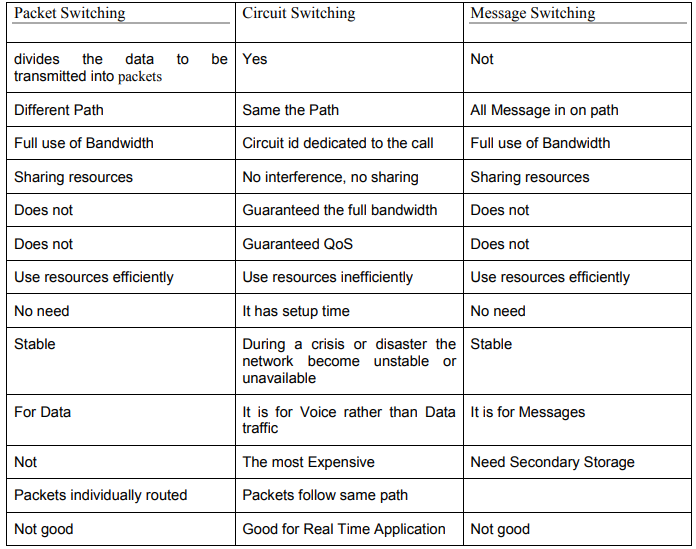 Packet Switching Circuit Switching Message Switching
divides the data to be Yes Not
transmitted into packets
Different Path Same the Path All Message in on path
Full use of Bandwidth Circuit id dedicated to the call Full use of Bandwidth
Sharing resources No interference, no sharing Sharing resources
Does not Guaranteed the full bandwidth Does not
Does not Guaranteed QoS Does not
Use resources efficiently Use resources inefficiently Use resources efficiently
No need It has setup time No need
Stable During a crisis or disaster the Stable
network become unstable or
unavailable
For Data It is for Voice rather than Data It is for Messages
traffic
Not The most Expensive Need Secondary Storage
Packets individually routed Packets follow same path
Not good Good for Real Time Application Not good